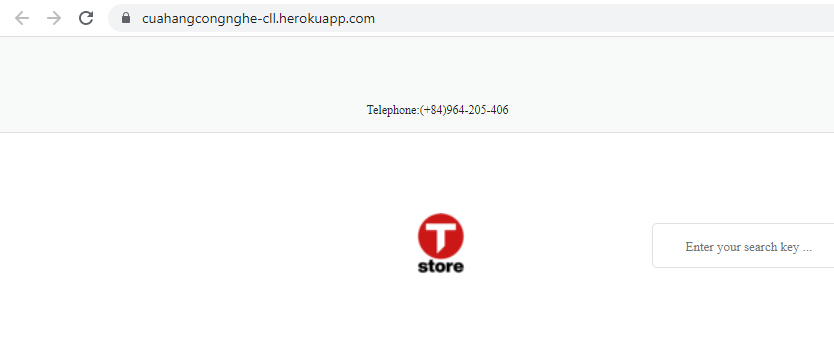 cuahangcongnghe-cll.herokuapp.com
Telephone:(+84)964-205-406
T
store
Enter your search key ...